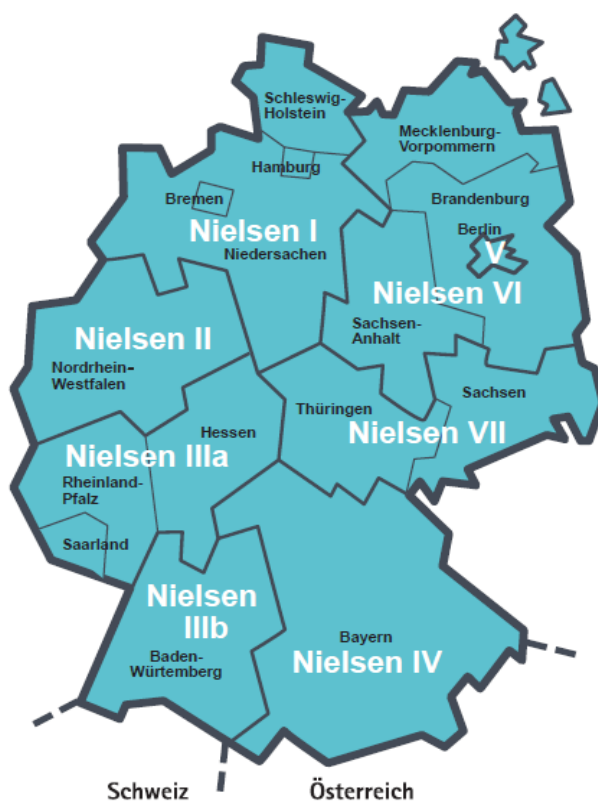 Schleswig-
Holstein
Mecklenburg-
Vorpommern
Hamburg
Bremen
Brandenburg
Berlin
Nielsen I
V
Niedersachen
Nielsen VI
Nielsen II
Sachsen-
Anhalt
Nordrhein-
Westfalen
Sachsen
Thüringen
Hessen
Nielsen VII
Nielsen IIIa
Rheinland-
Pfalz
Saarland
Nielsen
IIIb
Bayern
Nielsen IV
Baden-
Würtemberg
Schweiz
Österreich